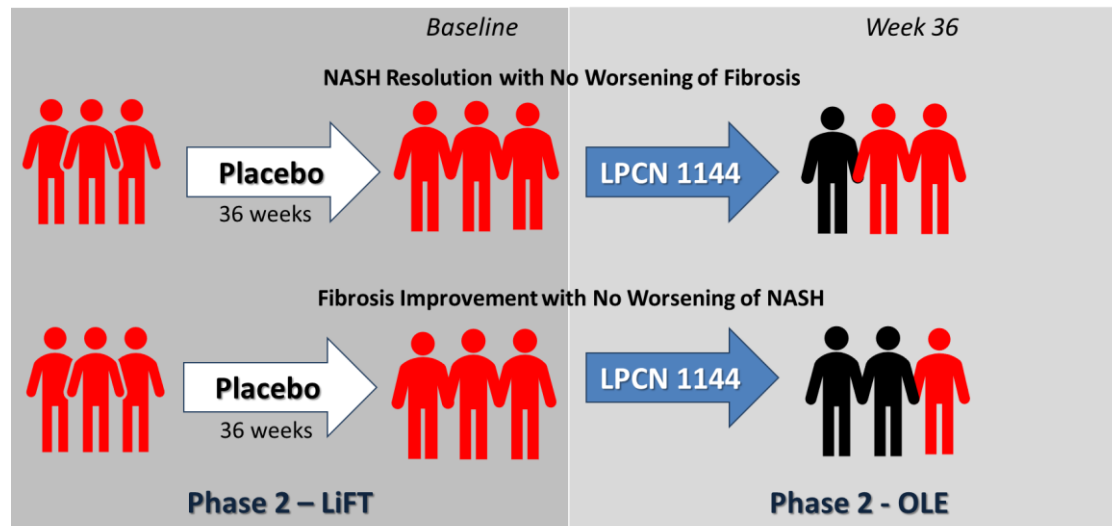 Baseline
Week 36
NASH Resolution with No Worsening of Fibrosis
Placebo
36 weeks
LPCN 1144
Fibrosis Improvement with No Worsening of NASH
Placebo
36 weeks
LPCN 1144
Phase 2 – LiFT
Phase 2 - OLE